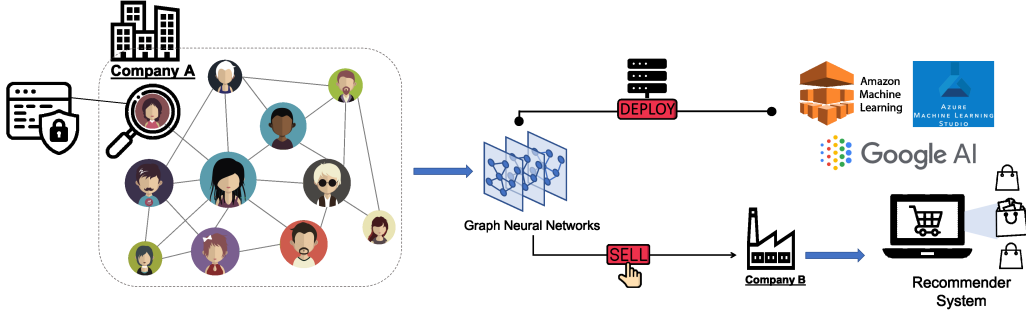 Company A
DEPLOY
Amazon
Machine
Learning
AZURE
MACHINE LEARNING
STUDIO
Google AI
Graph Neural Networks
SELL
Company B
Recommender
System